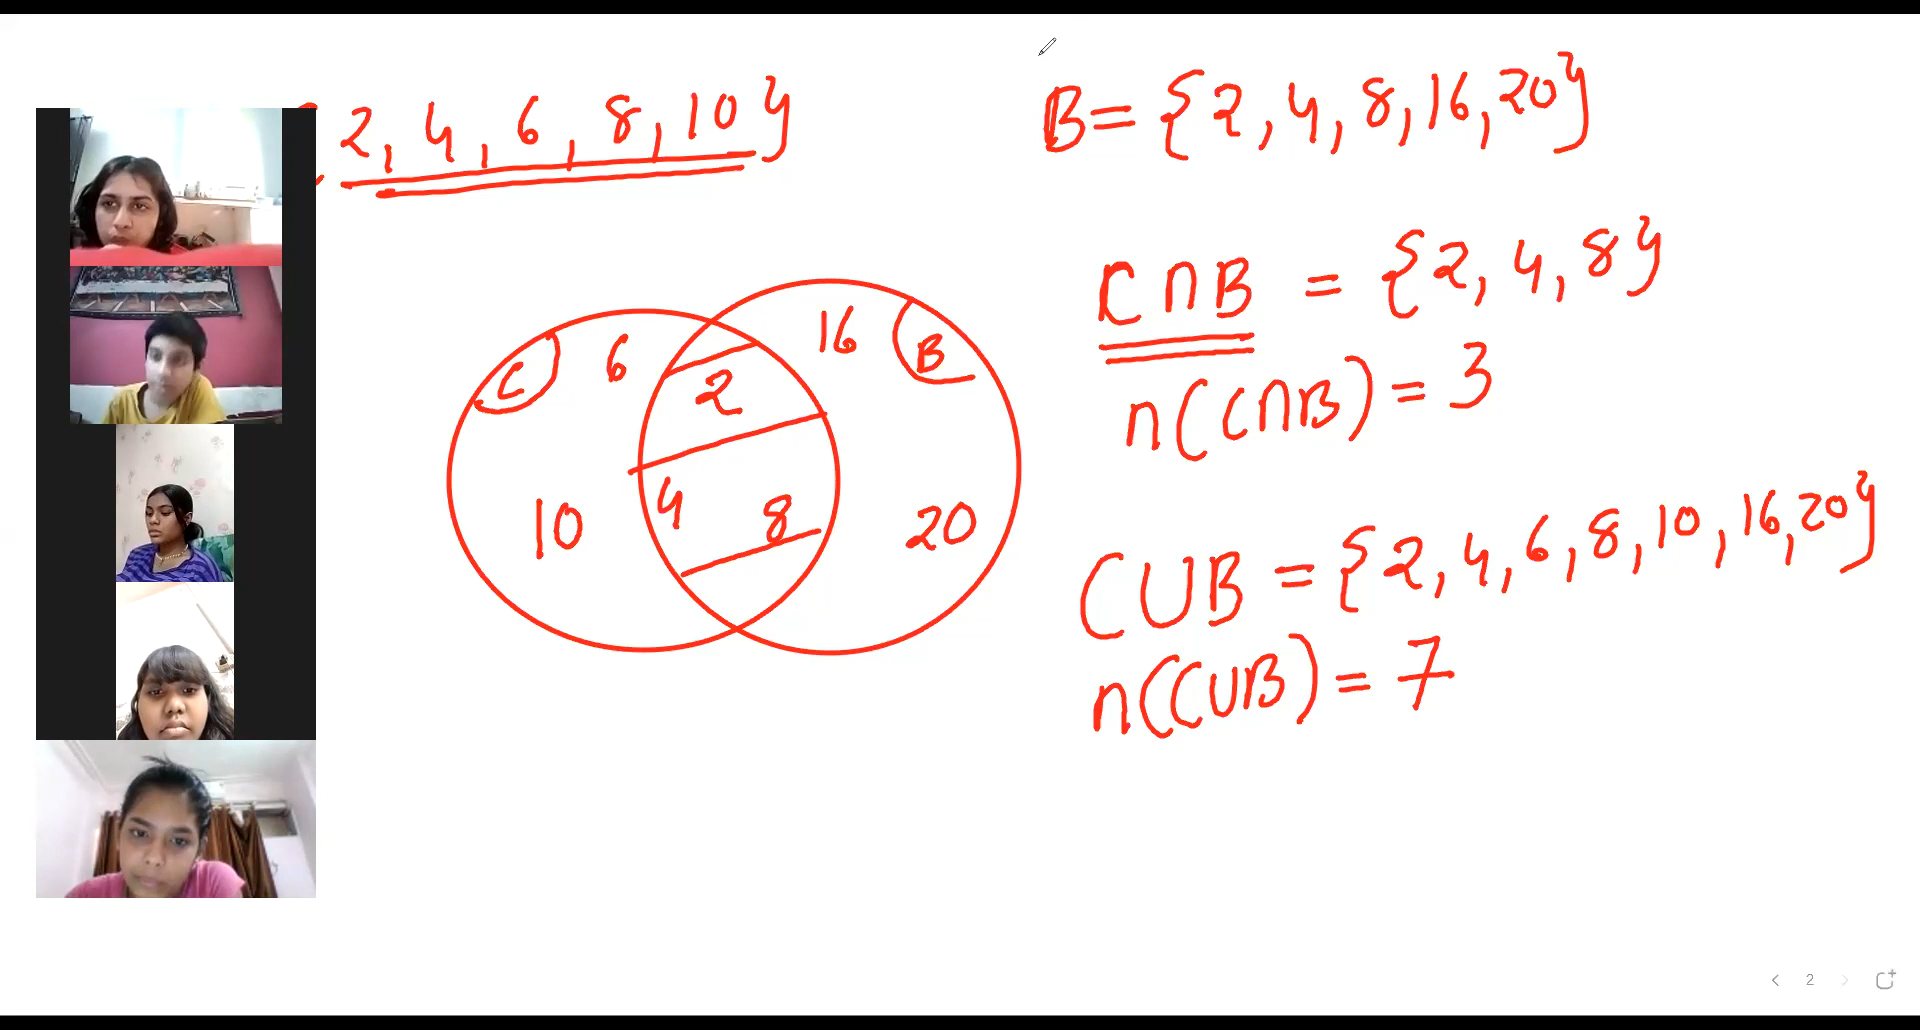 2, 4, 6, 8, 10}
B = {2, 4, 8, 16, 20}
C∩B = {2, 4, 8}
n(C∩B) = 3
C 6 2 16 B
10 4 8 20
C∪B = {2, 4, 6, 8, 10, 16, 20}
n(C∪B) = 7
2